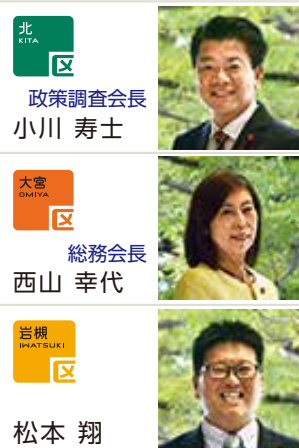 北
KITA
区
政策調査会長
小川 寿士
大宮
OMIYA
区
総務会長
西山 幸代
岩槻
IWATSUKI
区
松本 翔